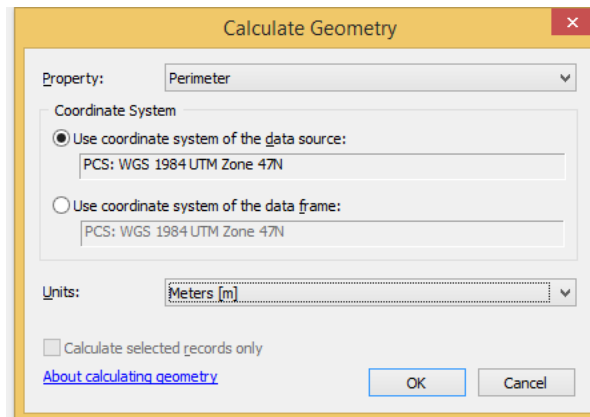 Calculate Geometry
Property: Perimeter
Coordinate System
Use coordinate system of the data source:
PCS: WGS 1984 UTM Zone 47N
Use coordinate system of the data frame:
PCS: WGS 1984 UTM Zone 47N
Units: Meters [m]
Calculate selected records only
About calculating geometry
OK Cancel